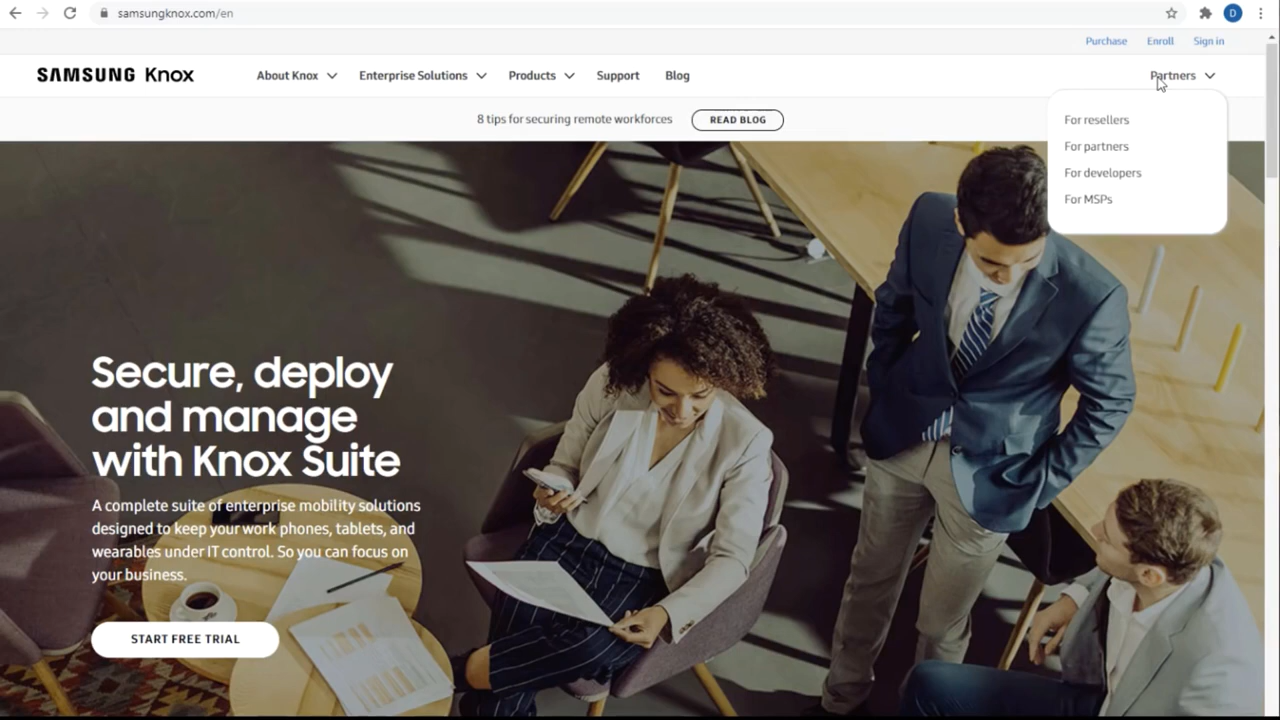 samsungknox.com/en
D
Purchase Enroll Sign in
SAMSUNG Knox About Knox Enterprise Solutions Products Support Blog Partners
8 tips for securing remote workforces READ BLOG
For resellers
For partners
For developers
For MSPs
Secure, deploy
and manage
with Knox Suite
A complete suite of enterprise mobility solutions
designed to keep your work phones, tablets, and
wearables under IT control. So you can focus on
your business.
START FREE TRIAL